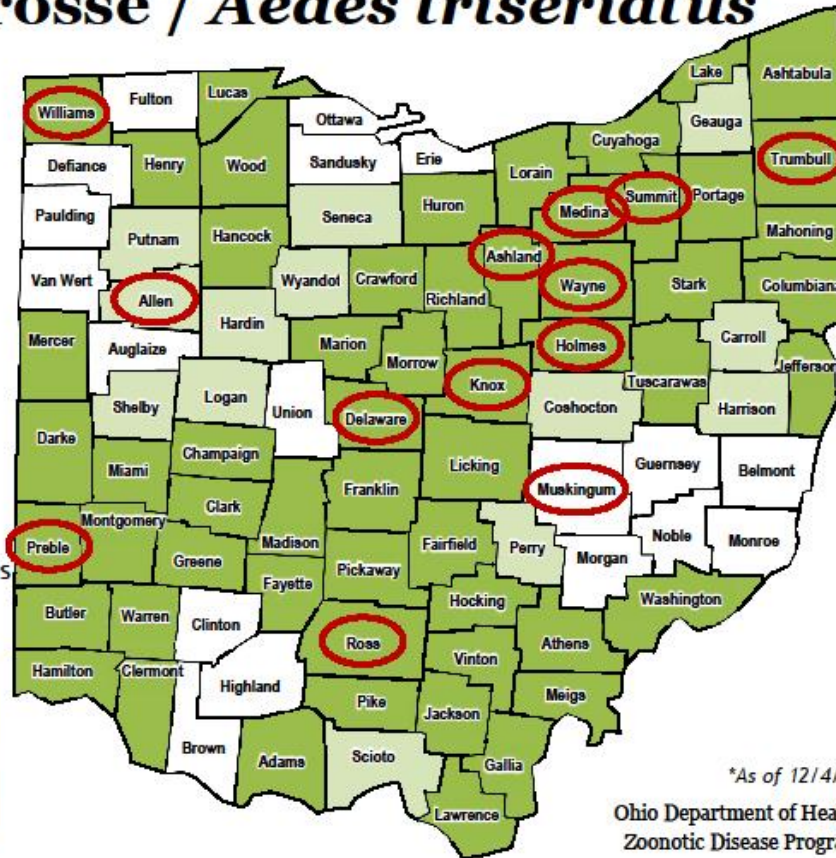 rosse / Aedes triseriatus
Lake
Ashtabula
Williams
Fulton
Lucas
Ottawa
Geauga
Cuyahoga
Defiance
Henry
Wood
Sandusky
Erie
Lorain
Trumbull
Paulding
Seneca
Huron
Medina
Summit
Portage
Putnam
Hancock
Mahoning
Van Wert
Allen
Wyandot
Crawford
Richland
Ashland
Wayne
Stark
Columbiana
Mercer
Auglaize
Hardin
Marion
Morrow
Holmes
Carroll
Jefferson
Knox
Tuscarawas
Shelby
Logan
Union
Delaware
Coshocton
Harrison
Darke
Miami
Champaign
Licking
Guernsey
Belmont
Clark
Franklin
Muskingum
Montgomery
Preble
Greene
Madison
Pickaway
Fairfield
Perry
Morgan
Noble
Monroe
s
Fayette
Butler
Warren
Clinton
Hocking
Washington
Ross
Athens
Hamilton
Clermont
Highland
Vinton
Pike
Jackson
Meigs
Brown
Adams
Scioto
Gallia
Lawrence
*As of 12/4/
Ohio Department of Hea
Zoonotic Disease Progra